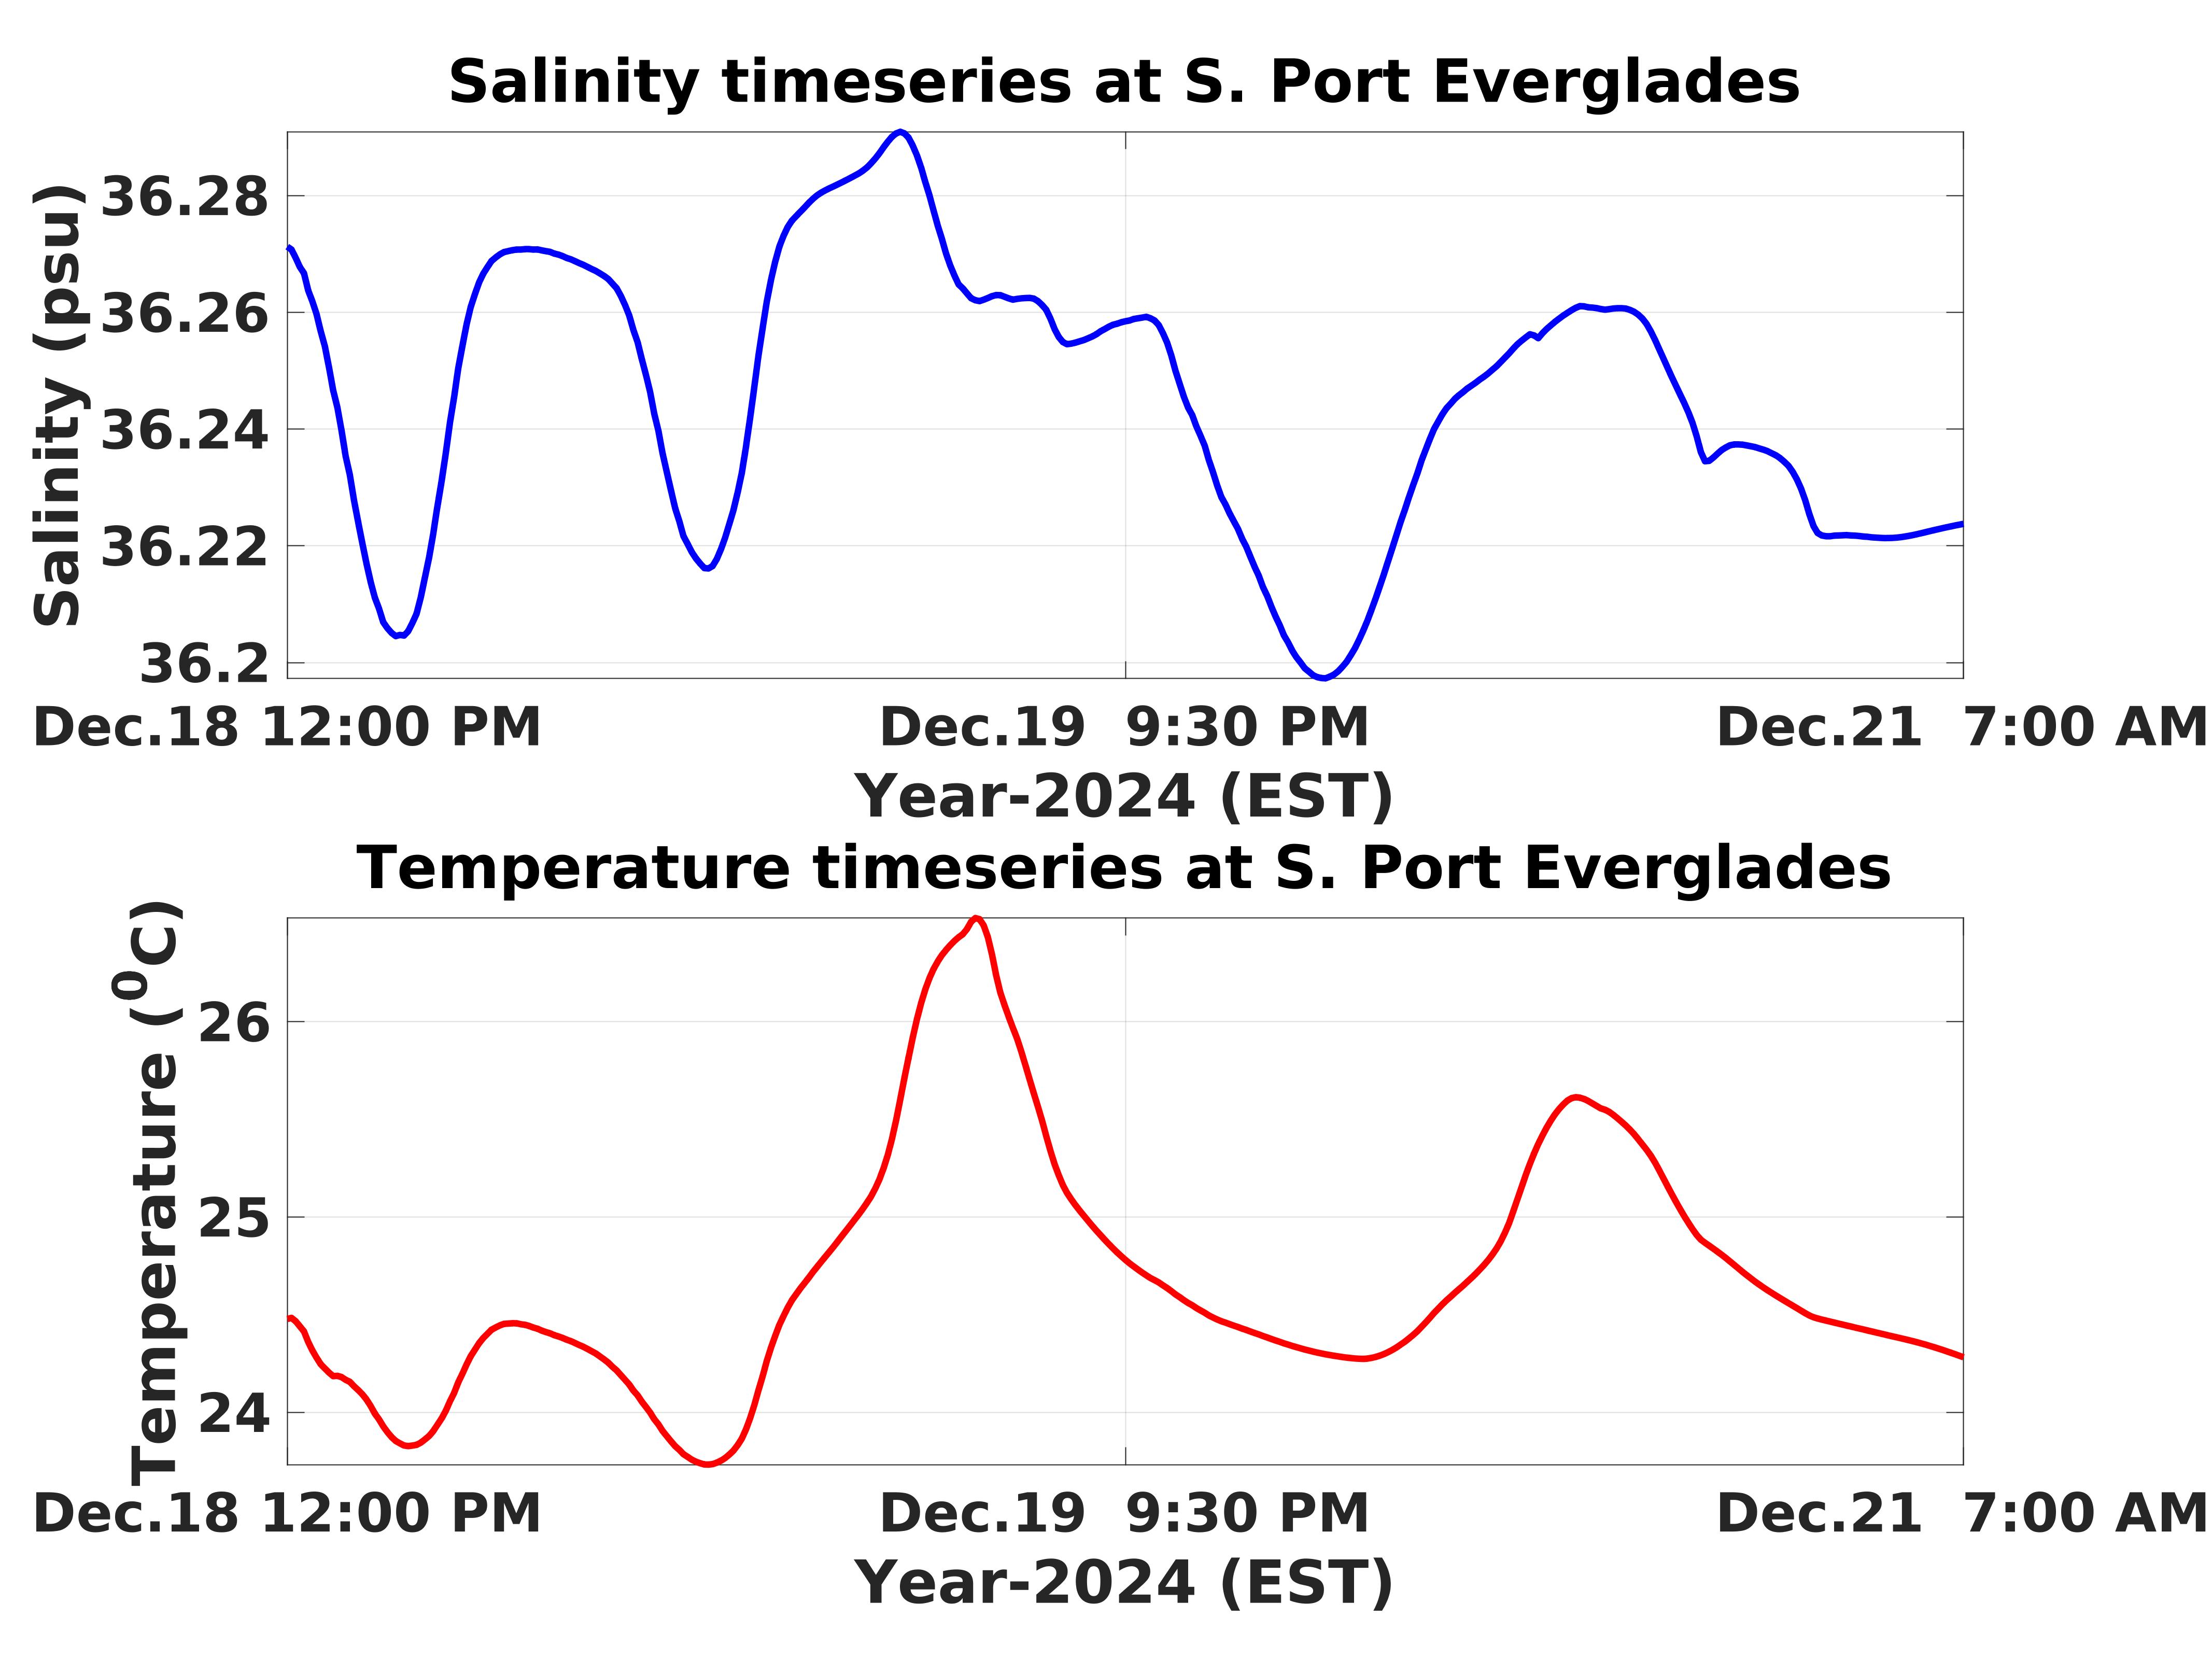 Salinity timeseries at S. Port Everglades
Salinity (psu)
36.28
36.26
36.24
36.22
36.2
Dec.18 12:00 PM
Dec.19  9:30 PM
Dec.21  7:00 AM
Year-2024 (EST)
Temperature timeseries at S. Port Everglades
Temperature (⁰C)
26
25
24
Dec.18 12:00 PM
Dec.19  9:30 PM
Dec.21  7:00 AM
Year-2024 (EST)